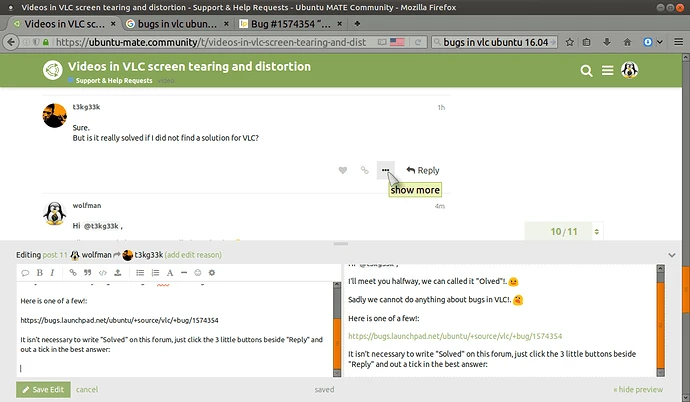 Videos in VLC screen tearing and distortion - Support & Help Requests - Ubuntu MATE Community - Mozilla Firefox
Videos in VLC sc...
bugs in vlc ubunt...
Bug #1574354 "...
https://ubuntu-mate.community/t/videos-in-vlc-screen-tearing-and-dist
bugs in vlc ubuntu 16.04
Videos in VLC screen tearing and distortion
Support & Help Requests video
t3kg33k
1h
Sure.
But is it really solved if I did not find a solution for VLC?
Reply
show more
wolfman
4m
Hi @t3kg33k ,
10/11
Editing post 11 wolfman t3kg33k (add edit reason)
B I
Here is one of a few!:
https://bugs.launchpad.net/ubuntu/+source/vlc/+bug/1574354
It isn't necessary to write "Solved" on this forum, just click the 3 little buttons beside "Reply" and
out a tick in the best answer:
Hi @t3kg33k ,
I'll meet you halfway, we can called it "Olved"!.
Sadly we cannot do anything about bugs in VLC!.
Here is one of a few!:
https://bugs.launchpad.net/ubuntu/+source/vlc/+bug/1574354
It isn't necessary to write "Solved" on this forum, just click the 3 little buttons beside
"Reply" and out a tick in the best answer:
Save Edit
cancel
saved
« hide preview